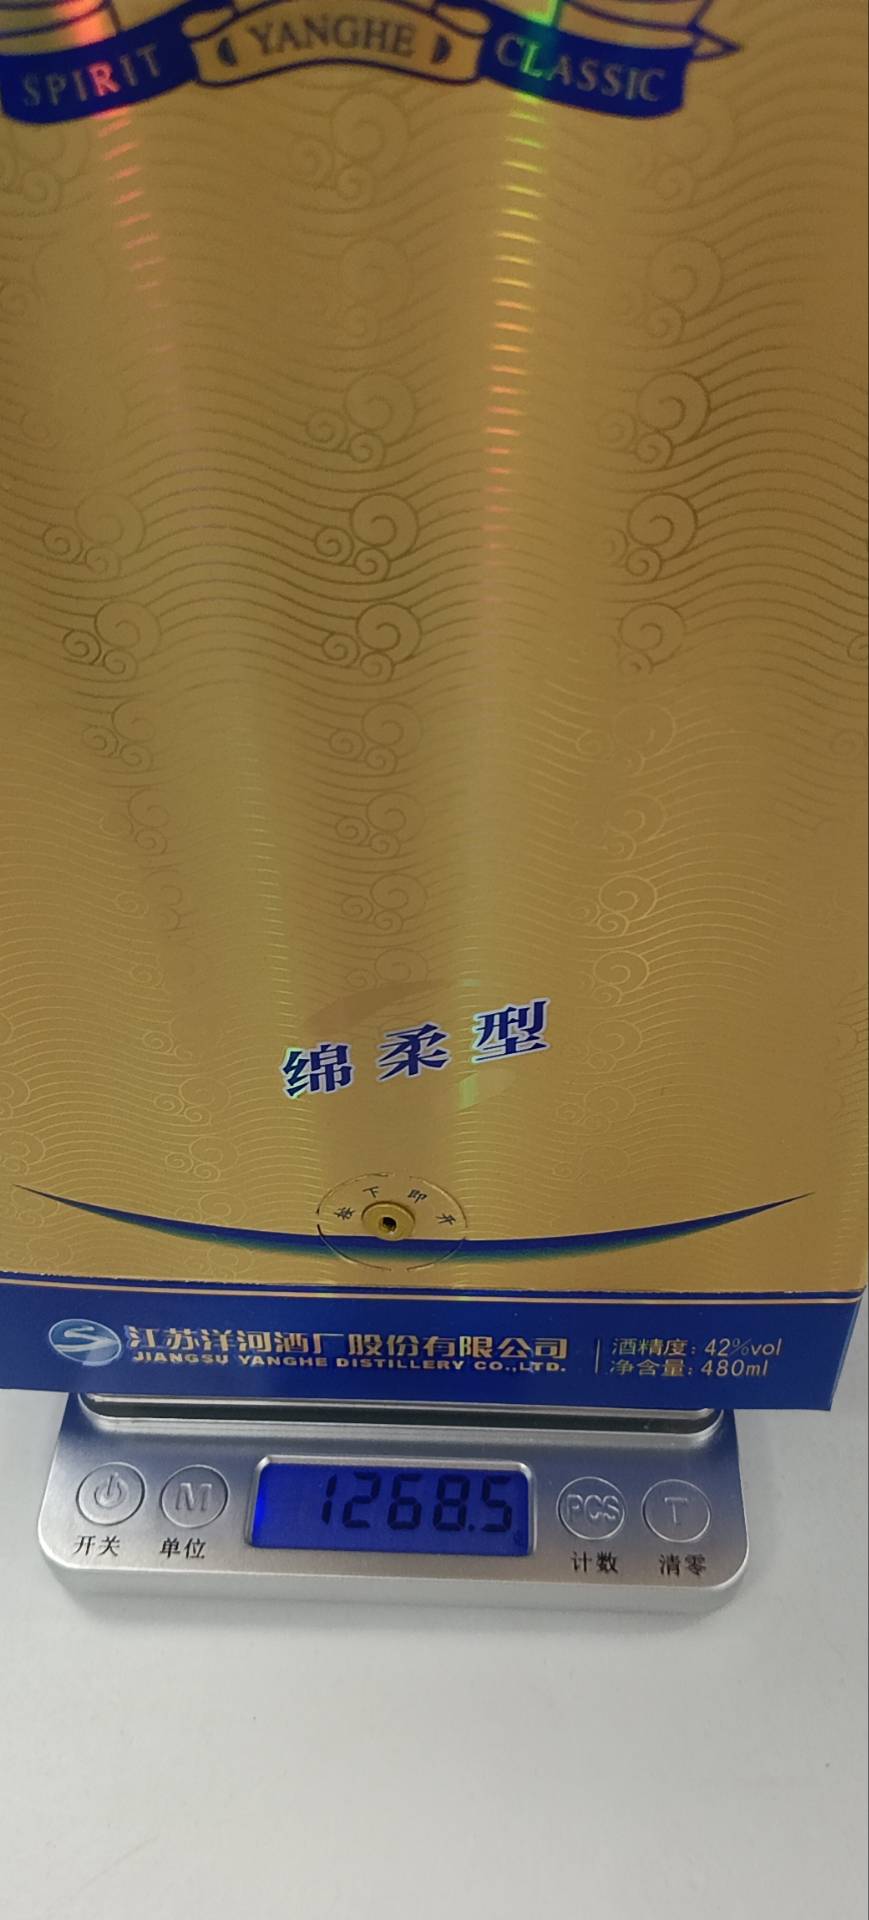 SPIRIT YANGHE CLASSIC
绵柔型
按下即开
江苏洋河酒厂股份有限公司
JIANGSU YANGHE DISTILLERY CO.,LTD.
酒精度: 42%vol
净含量: 480ml
1268.5
M
PCS
T
开关
单位
计数
清零